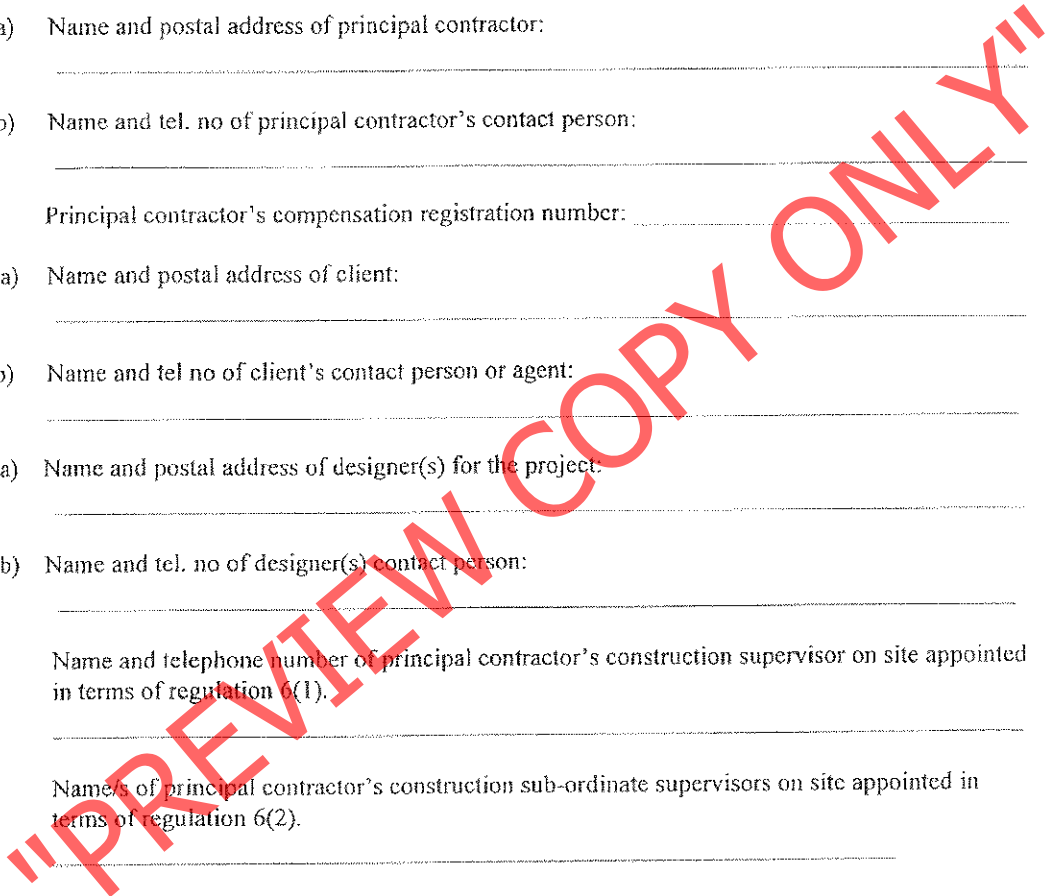 a) Name and postal address of principal contractor:
b) Name and tel. no of principal contractor's contact person:
Principal contractor's compensation registration number:
a) Name and postal address of client:
b) Name and tel no of client's contact person or agent:
a) Name and postal address of designer(s) for the project:
b) Name and tel. no of designer(s) contact person:
Name and telephone number of principal contractor's construction supervisor on site appointed
in terms of regulation 6(1).
Name/s of principal contractor's construction sub-ordinate supervisors on site appointed in
terms of regulation 6(2).
"PREVIEW COPY ONLY"